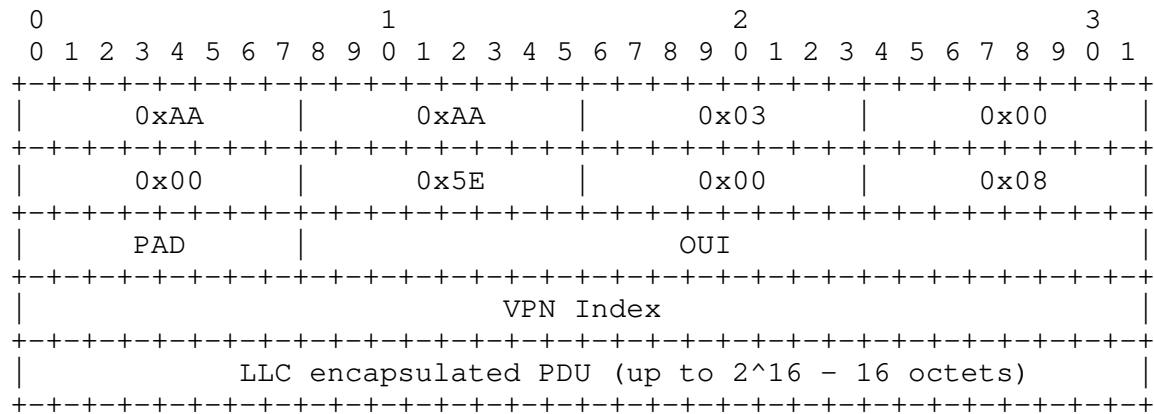 0                   1                   2                   3
 0 1 2 3 4 5 6 7 8 9 0 1 2 3 4 5 6 7 8 9 0 1 2 3 4 5 6 7 8 9 0 1
+-+-+-+-+-+-+-+-+-+-+-+-+-+-+-+-+-+-+-+-+-+-+-+-+-+-+-+-+-+-+-+-+
|      0xAA     |      0xAA     |      0x03     |      0x00     |
+-+-+-+-+-+-+-+-+-+-+-+-+-+-+-+-+-+-+-+-+-+-+-+-+-+-+-+-+-+-+-+-+
|      0x00     |      0x5E     |      0x00     |      0x08     |
+-+-+-+-+-+-+-+-+-+-+-+-+-+-+-+-+-+-+-+-+-+-+-+-+-+-+-+-+-+-+-+-+
|      PAD      |                     OUI                       |
+-+-+-+-+-+-+-+-+-+-+-+-+-+-+-+-+-+-+-+-+-+-+-+-+-+-+-+-+-+-+-+-+
|                           VPN Index                           |
+-+-+-+-+-+-+-+-+-+-+-+-+-+-+-+-+-+-+-+-+-+-+-+-+-+-+-+-+-+-+-+-+
|            LLC encapsulated PDU (up to 2^16 - 16 octets)      |
+-+-+-+-+-+-+-+-+-+-+-+-+-+-+-+-+-+-+-+-+-+-+-+-+-+-+-+-+-+-+-+-+